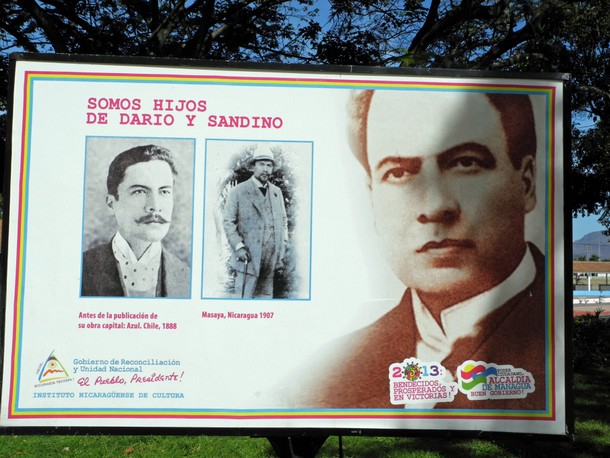 SOMOS HIJOS
DE DARIO Y SANDINO
Antes de la publicación de
su obra capital: Azul. Chile, 1888
Masaya, Nicaragua 1907
Gobierno de Reconciliación
y Unidad Nacional
El Pueblo, Presidente!
INSTITUTO NICARAGÜENSE DE CULTURA
2013:
BENDECIDOS,
PROSPERADOS
EN VICTORIAS!
ALCALDIA
DE MANAGUA
BUEN GOBIERNO!